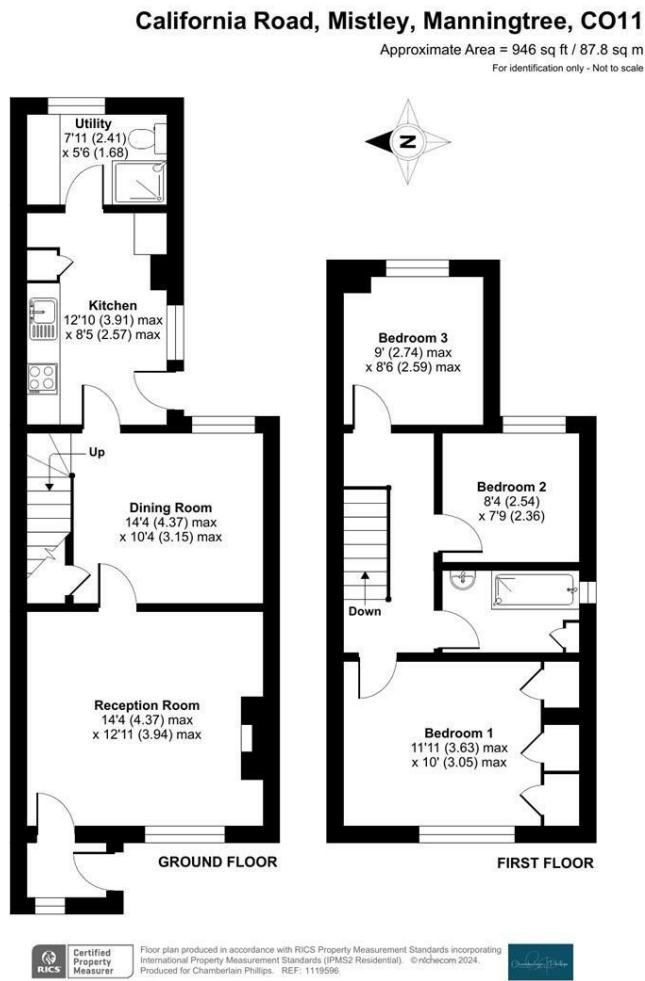 California Road, Mistley, Manningtree, CO11
Approximate Area = 946 sq ft / 87.8 sq m
For identification only - Not to scale
Utility
7'11 (2.41)
x 5'6 (1.68)
N
Kitchen
12'10 (3.91) max
x 8'5 (2.57) max
Up
Dining Room
14'4 (4.37) max
x 10'4 (3.15) max
Reception Room
14'4 (4.37) max
x 12'11 (3.94) max
GROUND FLOOR
Bedroom 3
9' (2.74) max
x 8'6 (2.59) max
Bedroom 2
8'4 (2.54)
x 7'9 (2.36)
Down
Bedroom 1
11'11 (3.63) max
x 10' (3.05) max
FIRST FLOOR
RICS
Certified
Property
Measurer
Floor plan produced in accordance with RICS Property Measurement Standards incorporating
International Property Measurement Standards (IPMS2 Residential). © nichecom 2024.
Produced for Chamberlain Phillips. REF: 1119596
Chamberlain Phillips